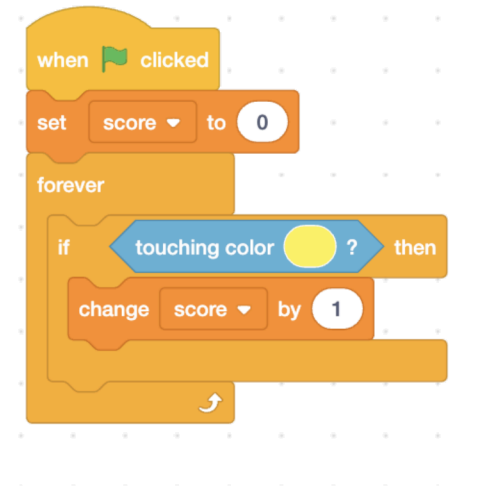 when clicked
set score to 0
forever
if touching color ? then
change score by 1